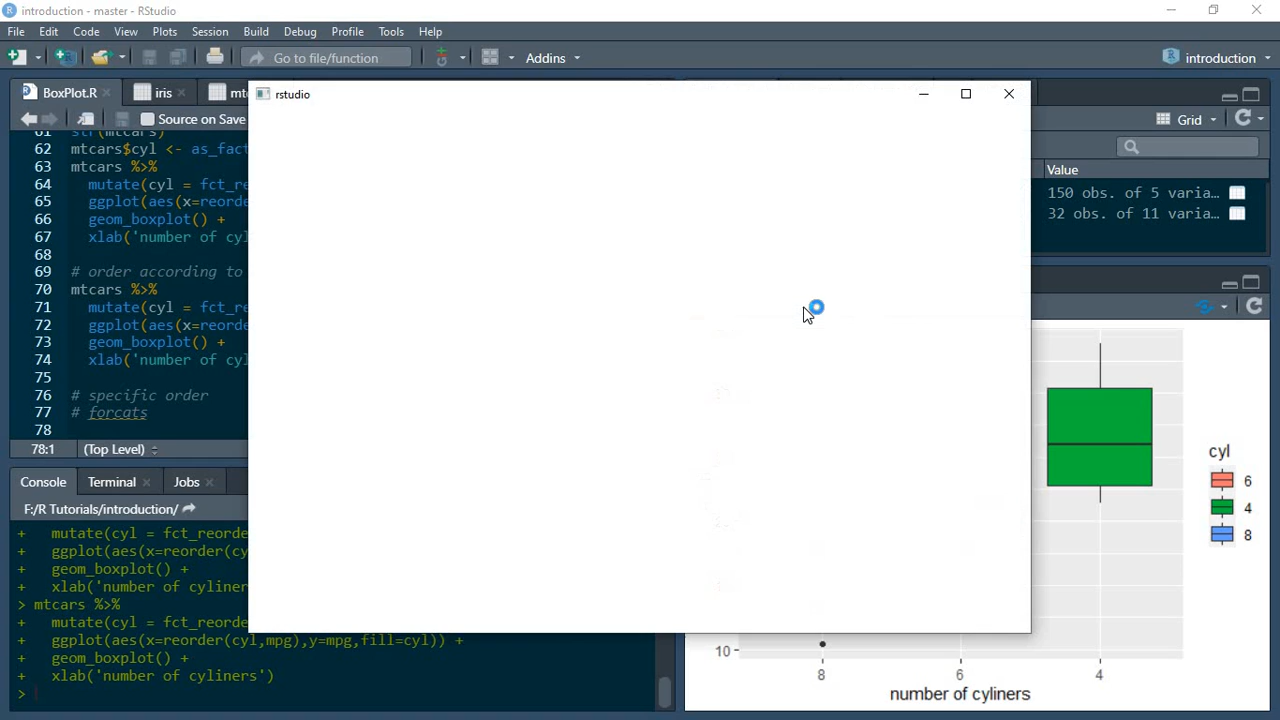 introduction - master - RStudio
File Edit Code View Plots Session Build Debug Profile Tools Help
Go to file/function Addins introduction
BoxPlot.R iris
rstudio
Source on Save Grid
61 str(mtcars)
62 mtcars$cyl <- as_fact
63 mtcars %>%
64 mutate(cyl = fct_re
65 ggplot(aes(x=reorde
66 geom_boxplot() +
67 xlab('number of cyl
68
69 # order according to
70 mtcars %>%
71 mutate(cyl = fct_re
72 ggplot(aes(x=reorde
73 geom_boxplot() +
74 xlab('number of cyl
75
76 # specific order
77 # forcats
78
78:1 (Top Level)
Value
150 obs. of 5 varia…
32 obs. of 11 varia…
Console Terminal Jobs
F:/R Tutorials/introduction/
+ mutate(cyl = fct_reorde
+ ggplot(aes(x=reorder(cy
+ geom_boxplot() +
+ xlab('number of cyliner
> mtcars %>%
+ mutate(cyl = fct_reorde
+ ggplot(aes(x=reorder(cyl,mpg),y=mpg,fill=cyl)) +
+ geom_boxplot() +
+ xlab('number of cyliners')
>
cyl
6
4
8
10
8 6 4
number of cyliners